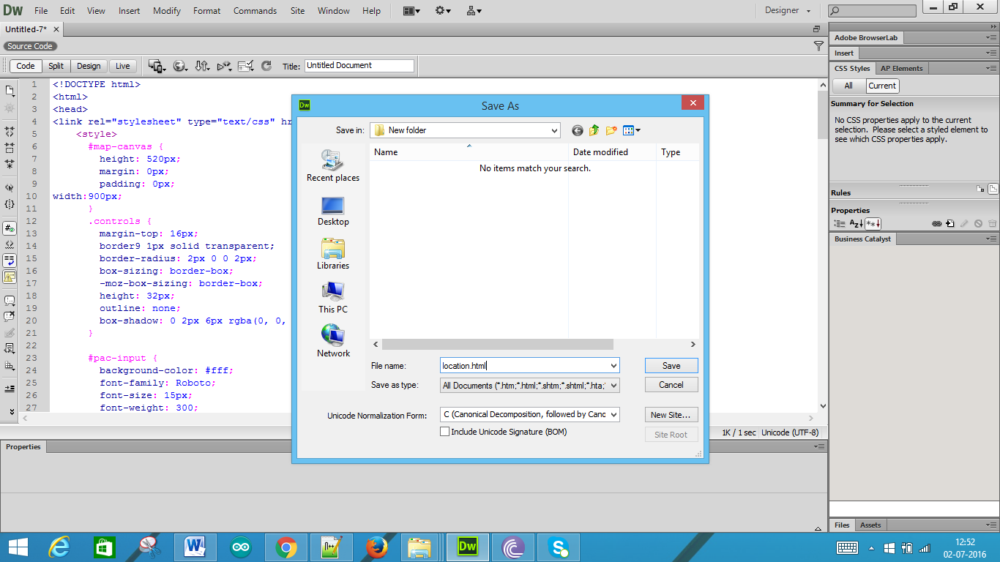 Dw File Edit View Insert Modify Format Commands Site Window Help Designer
Untitled-7*
Source Code
Code Split Design Live Title: Untitled Document
1 <!DOCTYPE html>
2 <html>
3 <head>
4 <link rel="stylesheet" type="text/css" hr
5 <style>
6 #map-canvas {
7 height: 520px;
8 margin: 0px;
9 padding: 0px;
10 width:900px;
11 }
12 .controls {
13 margin-top: 16px;
14 border9 1px solid transparent;
15 border-radius: 2px 0 0 2px;
16 box-sizing: border-box;
17 -moz-box-sizing: border-box;
18 height: 32px;
19 outline: none;
20 box-shadow: 0 2px 6px rgba(0, 0,
21 }
22
23 #pac-input {
24 background-color: #fff;
25 font-family: Roboto;
26 font-size: 15px;
27 font-weight: 300;
1K / 1 sec Unicode (UTF-8)
Properties
Dw
Save As
Save in: New folder
Recent places
Desktop
Libraries
This PC
Network
Name Date modified Type
No items match your search.
File name: location.html Save
Save as type: All Documents (*.htm;*.html;*.shtm;*.shtml;*.hta; Cancel
Unicode Normalization Form: C (Canonical Decomposition, followed by Cano New Site...
Include Unicode Signature (BOM) Site Root
Adobe BrowserLab
Insert
CSS Styles AP Elements
All Current
Summary for Selection
No CSS properties apply to the current
selection. Please select a styled element to
see which CSS properties apply.
Rules
Properties
Business Catalyst
Files Assets
Dw
12:52
02-07-2016